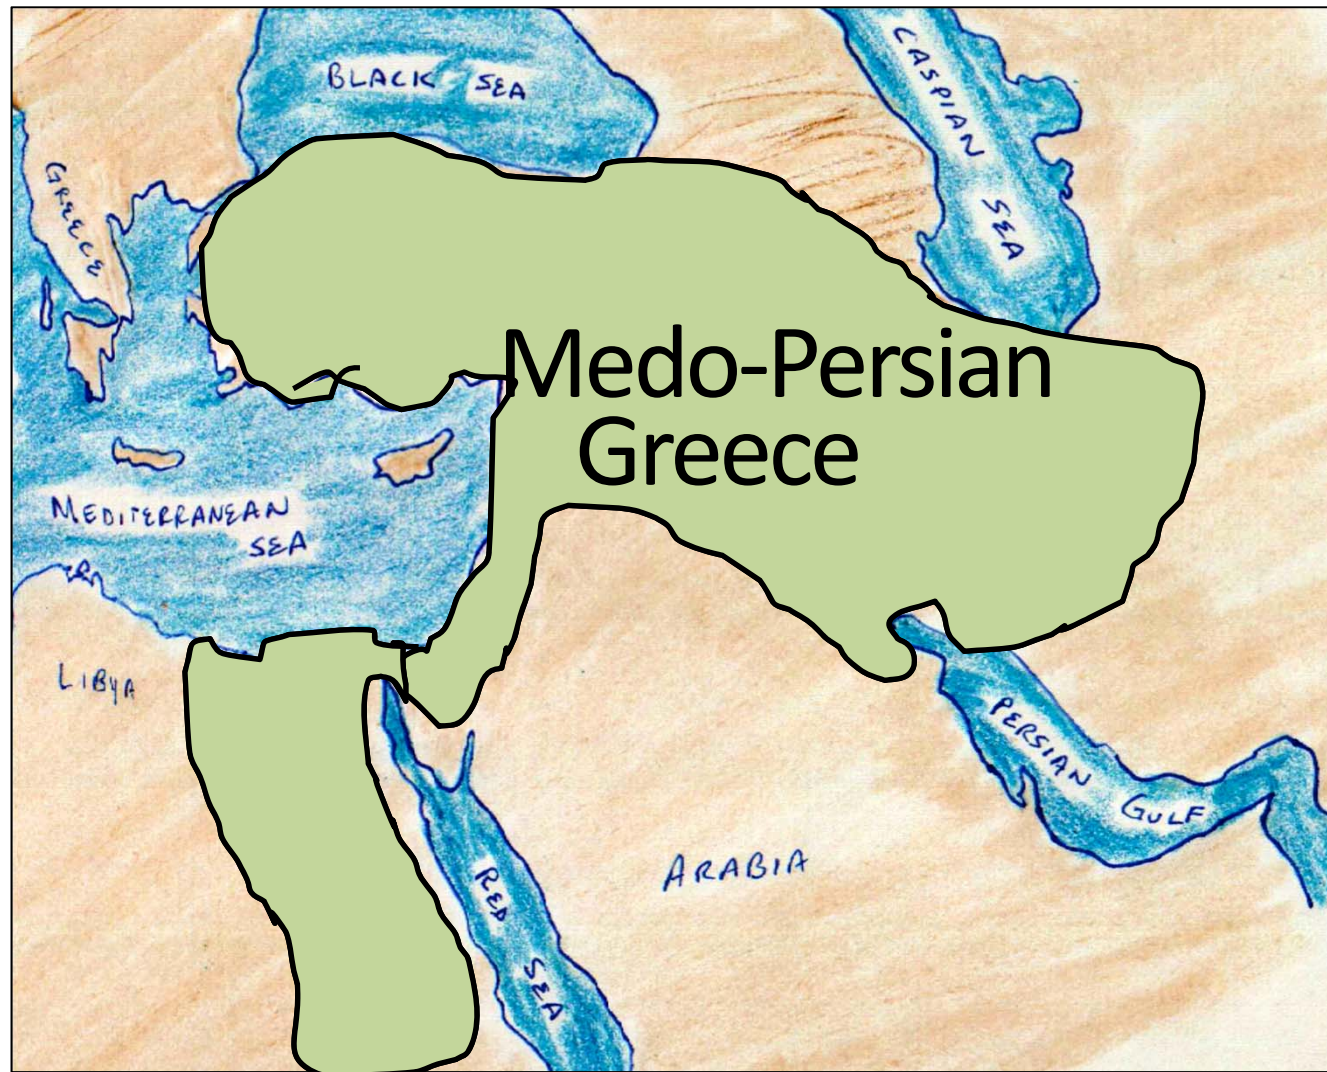 BLACK SEA
CASPIAN SEA
GREECE
Medo-Persian
Greece
MEDITERRANEAN
SEA
LIBYA
PERSIAN GULF
ARABIA
RED SEA